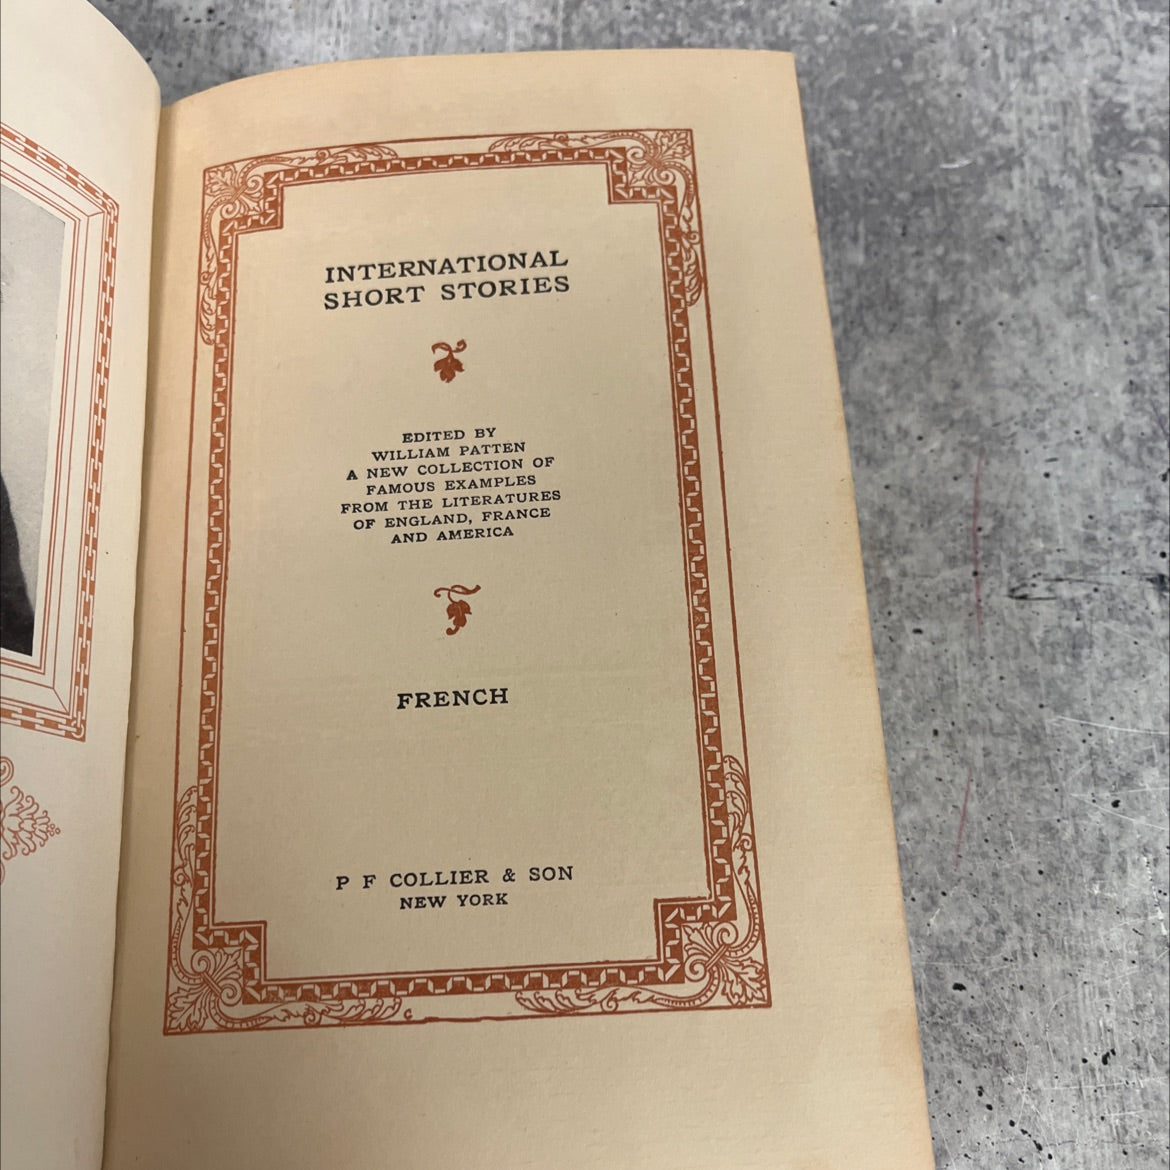 INTERNATIONAL
SHORT STORIES
EDITED BY
WILLIAM PATTEN
A NEW COLLECTION OF
FAMOUS EXAMPLES
FROM THE LITERATURES
OF ENGLAND, FRANCE
AND AMERICA
FRENCH
P F COLLIER & SON
NEW YORK